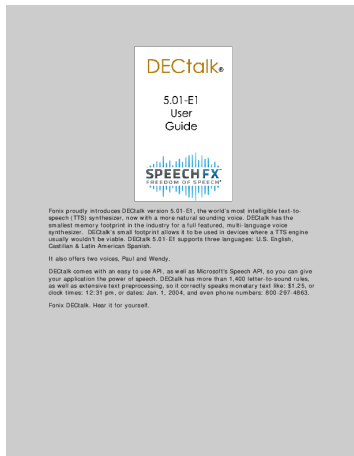 DECtalk®
5.01-E1
User
Guide
SPEECH FX™
FREEDOM OF SPEECH®
Fonix proudly introduces DECtalk version 5.01-E1, the world's most intelligible text-to-
speech (TTS) synthesizer, now with a more natural sounding voice. DECtalk has the
smallest memory footprint in the industry for a full featured, multi-language voice
synthesizer. DECtalk's small footprint allows it to be used in devices where a TTS engine
usually wouldn't be viable. DECtalk 5.01-E1 supports three languages: U.S. English,
Castilian & Latin American Spanish.
It also offers two voices, Paul and Wendy.
DECtalk comes with an easy to use API, as well as Microsoft's Speech API, so you can give
your application the power of speech. DECtalk has more than 1,400 letter-to-sound rules,
as well as extensive text preprocessing, so it correctly speaks monetary text like: $1.25, or
clock times: 12:31 pm, or dates: Jan. 1, 2004, and even phone numbers: 800-297-4863.
Fonix DECtalk. Hear it for yourself.